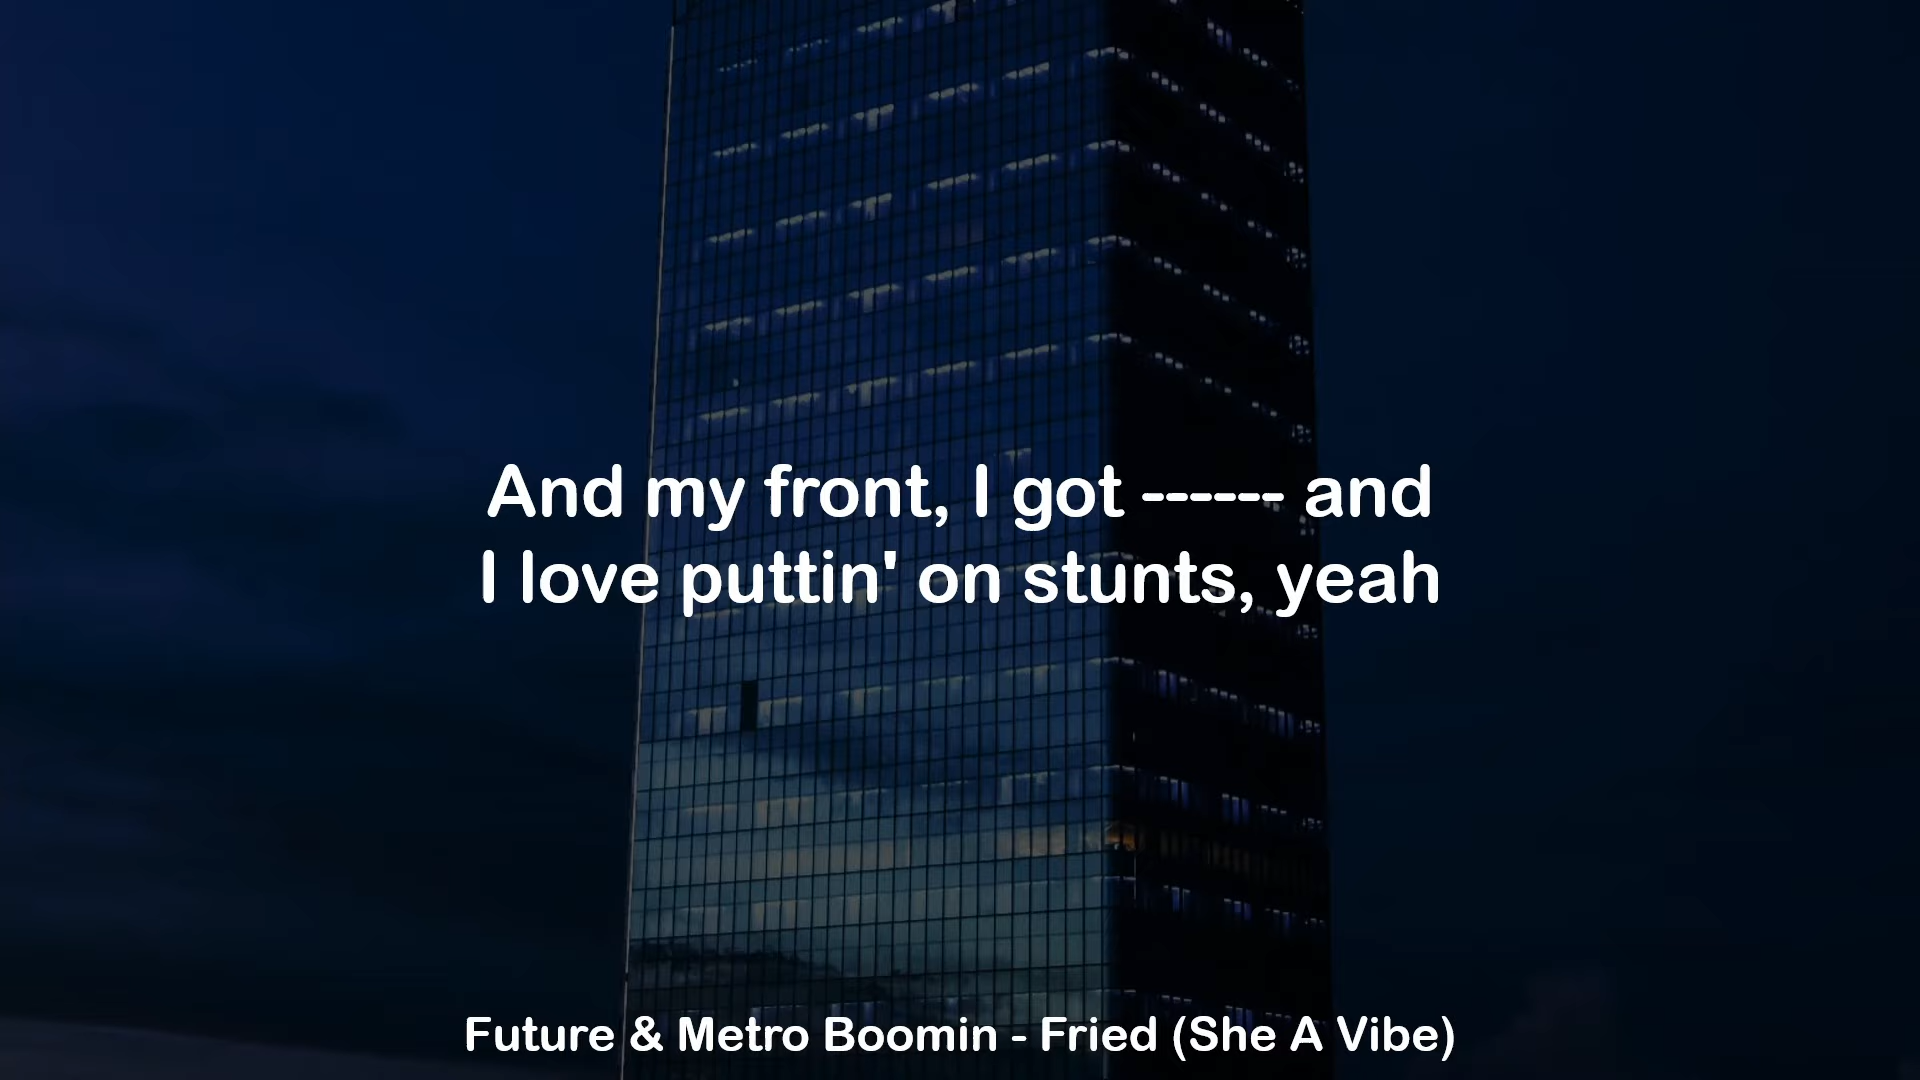 And my front, I got ------ and
I love puttin' on stunts, yeah
Future & Metro Boomin - Fried (She A Vibe)